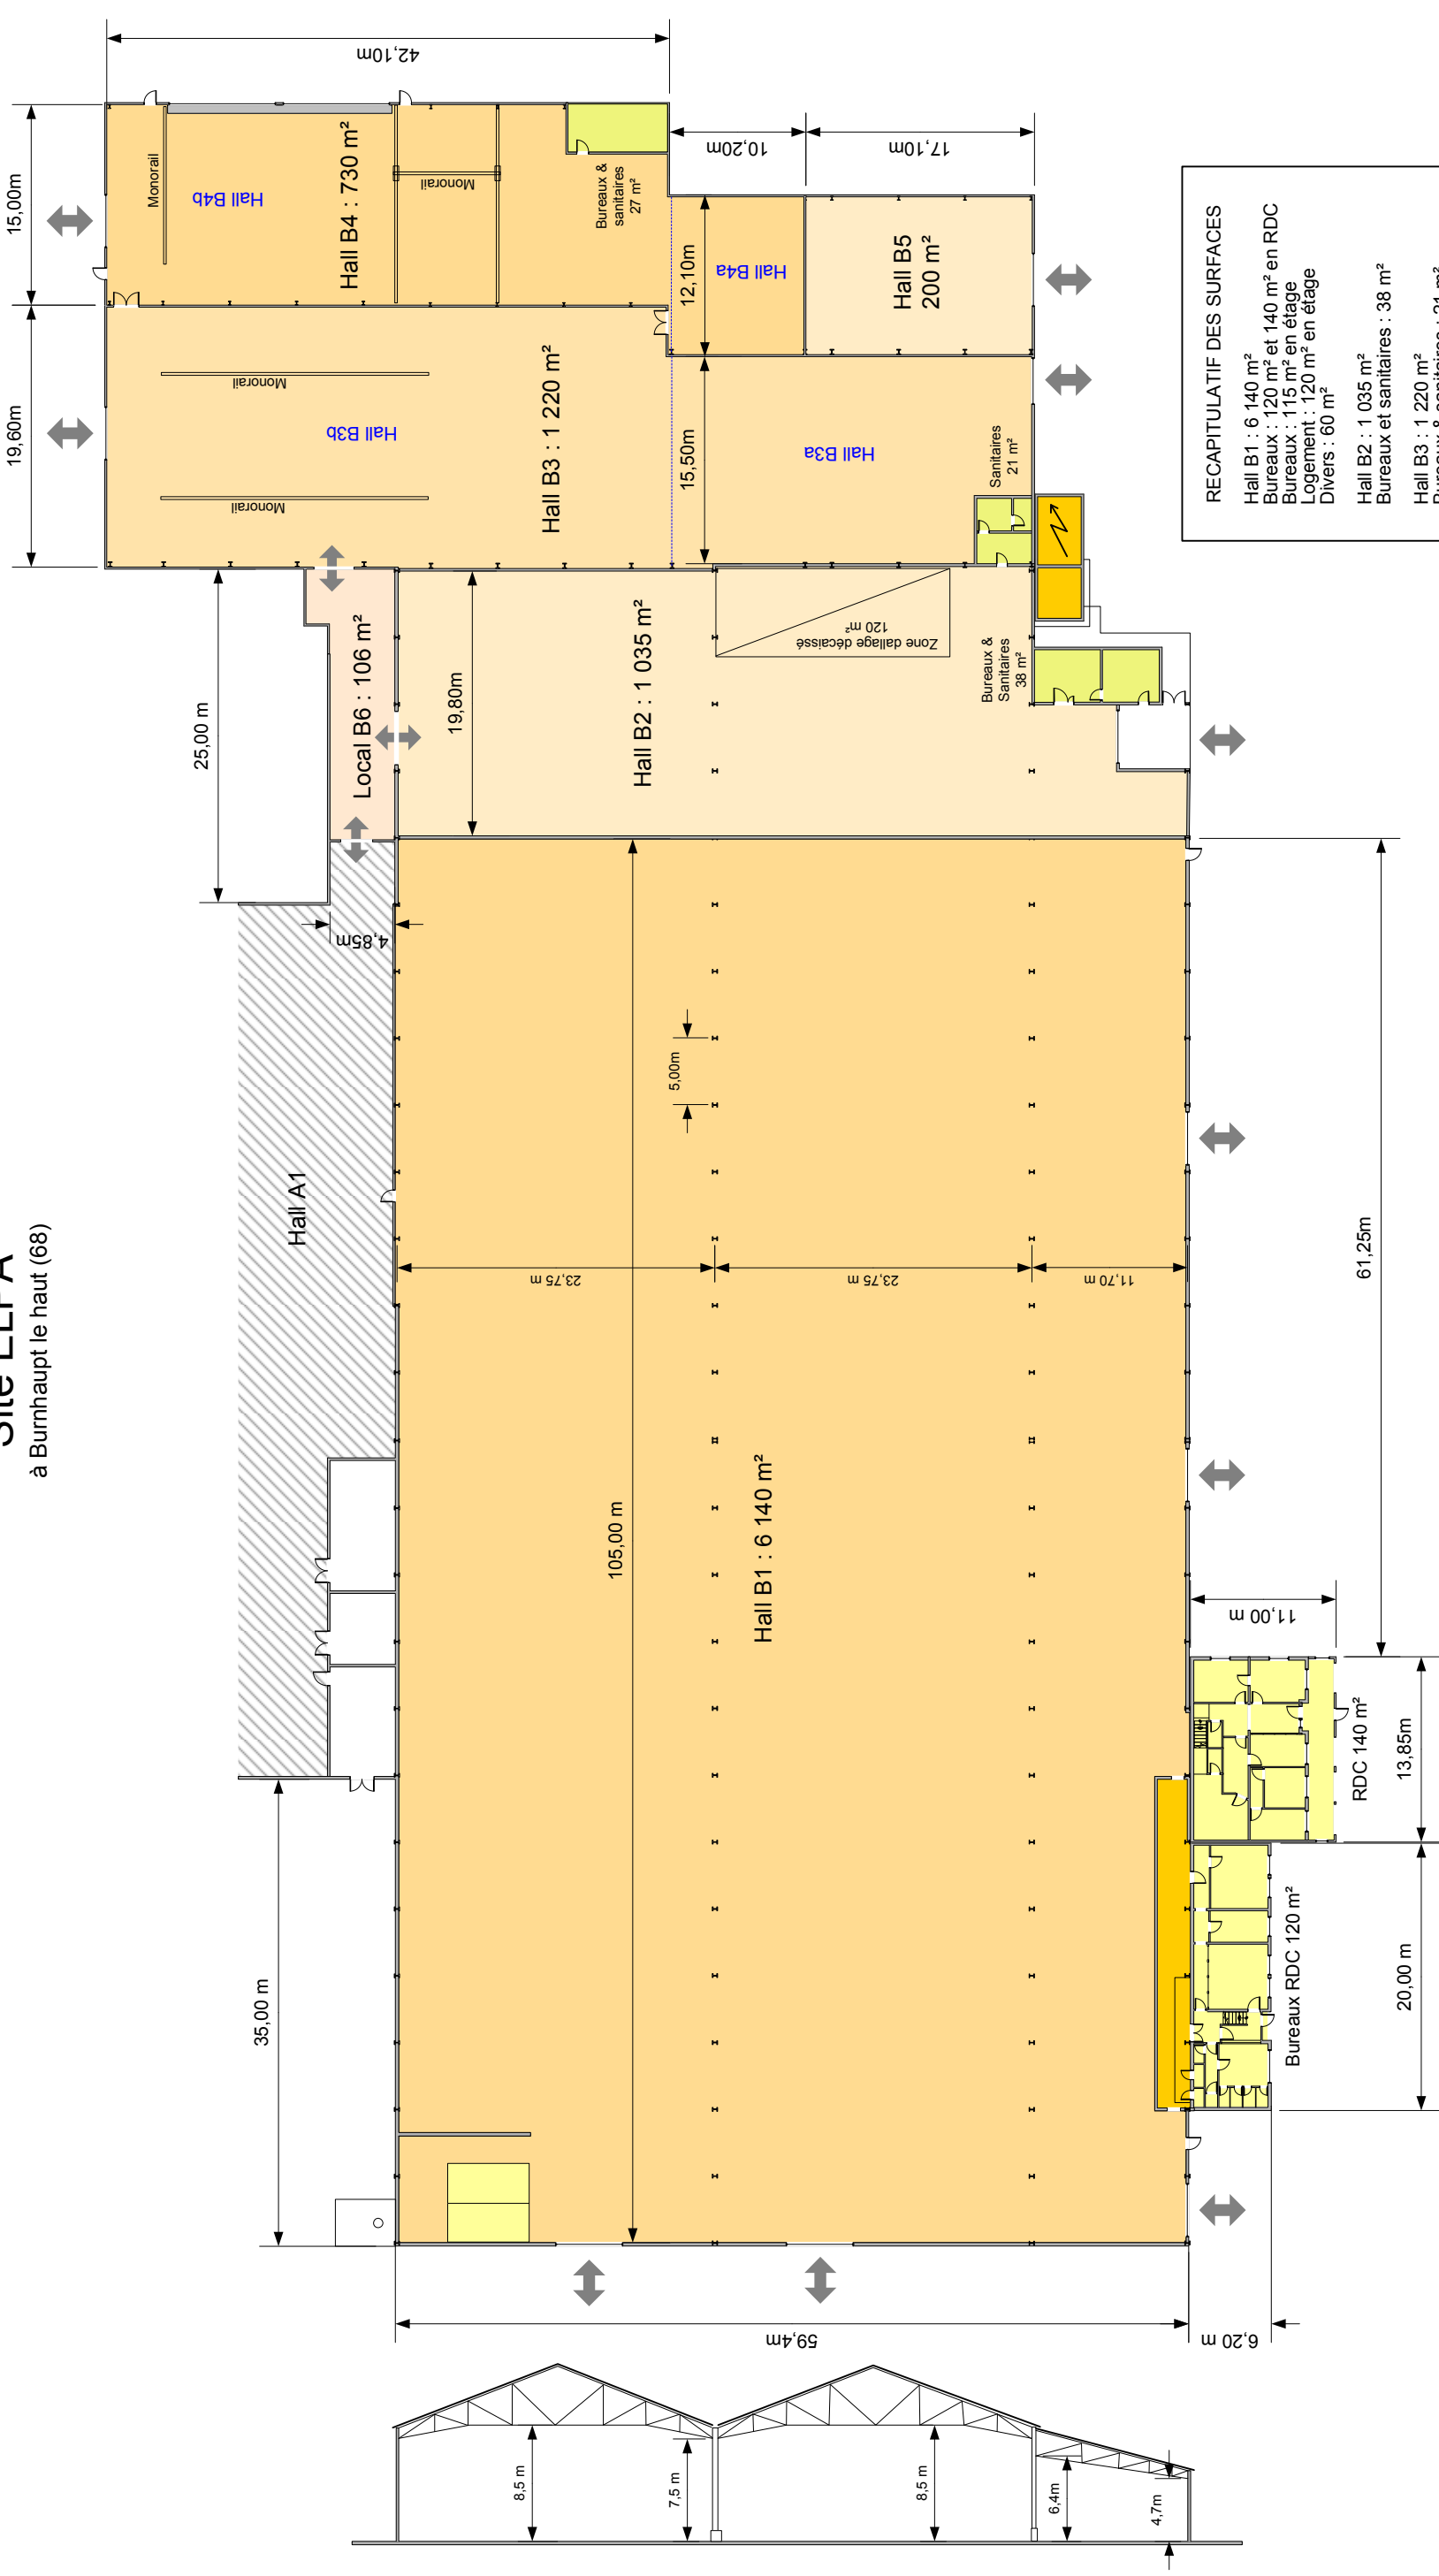 à Burnhaupt le haut (68)
15,00m
19,60m
42,10m
10,20m
17,10m
Monorail
Hall B4b
Hall B4 : 730 m²
Monorail
Bureaux &
sanitaires
27 m²
12,10m
Hall B4a
Hall B5
200 m²
Monorail
Hall B3b
Monorail
Hall B3 : 1 220 m²
15,50m
Hall B3a
Sanitaires
21 m²
25,00 m
Local B6 : 106 m²
19,80m
Hall B2 : 1 035 m²
Zone dallage décaissé
120 m²
Bureaux &
Sanitaires
38 m²
4,85m
Hall A1
5,00m
23,75 m
23,75 m
11,70 m
61,25m
105,00 m
Hall B1 : 6 140 m²
11,00 m
RDC 140 m²
13,85m
35,00 m
Bureaux RDC 120 m²
20,00 m
59,4m
6,20 m
8,5 m
7,5 m
8,5 m
6,4m
4,7m
RECAPITULATIF DES SURFACES
Hall B1 : 6 140 m²
Bureaux : 120 m² et 140 m² en RDC
Bureaux : 115 m² en étage
Logement : 120 m² en étage
Divers : 60 m²
Hall B2 : 1 035 m²
Bureaux et sanitaires : 38 m²
Hall B3 : 1 220 m²